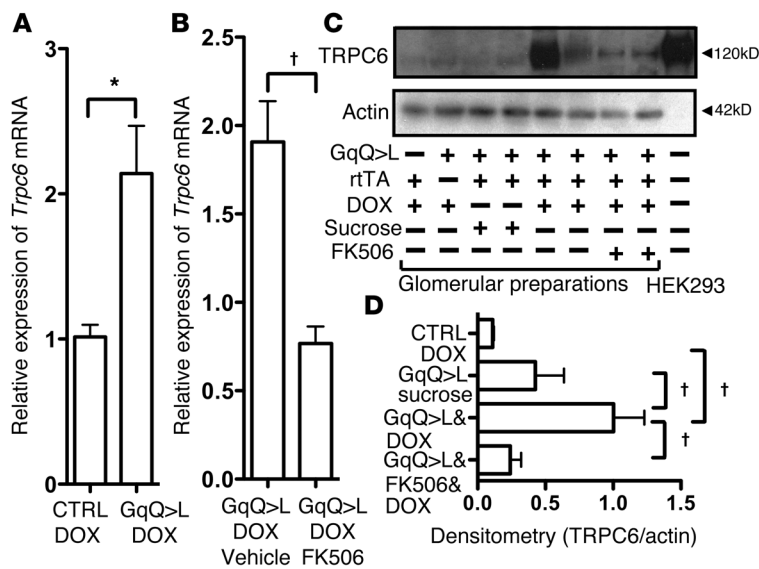 A
Relative expression of Trpc6 mRNA
3
2
1
0
*
CTRL
DOX
GqQ>L
DOX
B
Relative expression of Trpc6 mRNA
2.5
2.0
1.5
1.0
0.5
0.0
†
GqQ>L
DOX
Vehicle
GqQ>L
DOX
FK506
C
TRPC6
◄120kD
Actin
◄42kD
GqQ>L − + + + + + + + −
rtTA + − + + + + + + −
DOX + + − − + + + + −
Sucrose − − + + − − − − −
FK506 − − − − − − + + −
Glomerular preparations HEK293
D
CTRL
DOX
GqQ>L
sucrose
GqQ>L&
DOX
GqQ>L&
FK506&
DOX
† † †
0.0 0.5 1.0 1.5
Densitometry (TRPC6/actin)